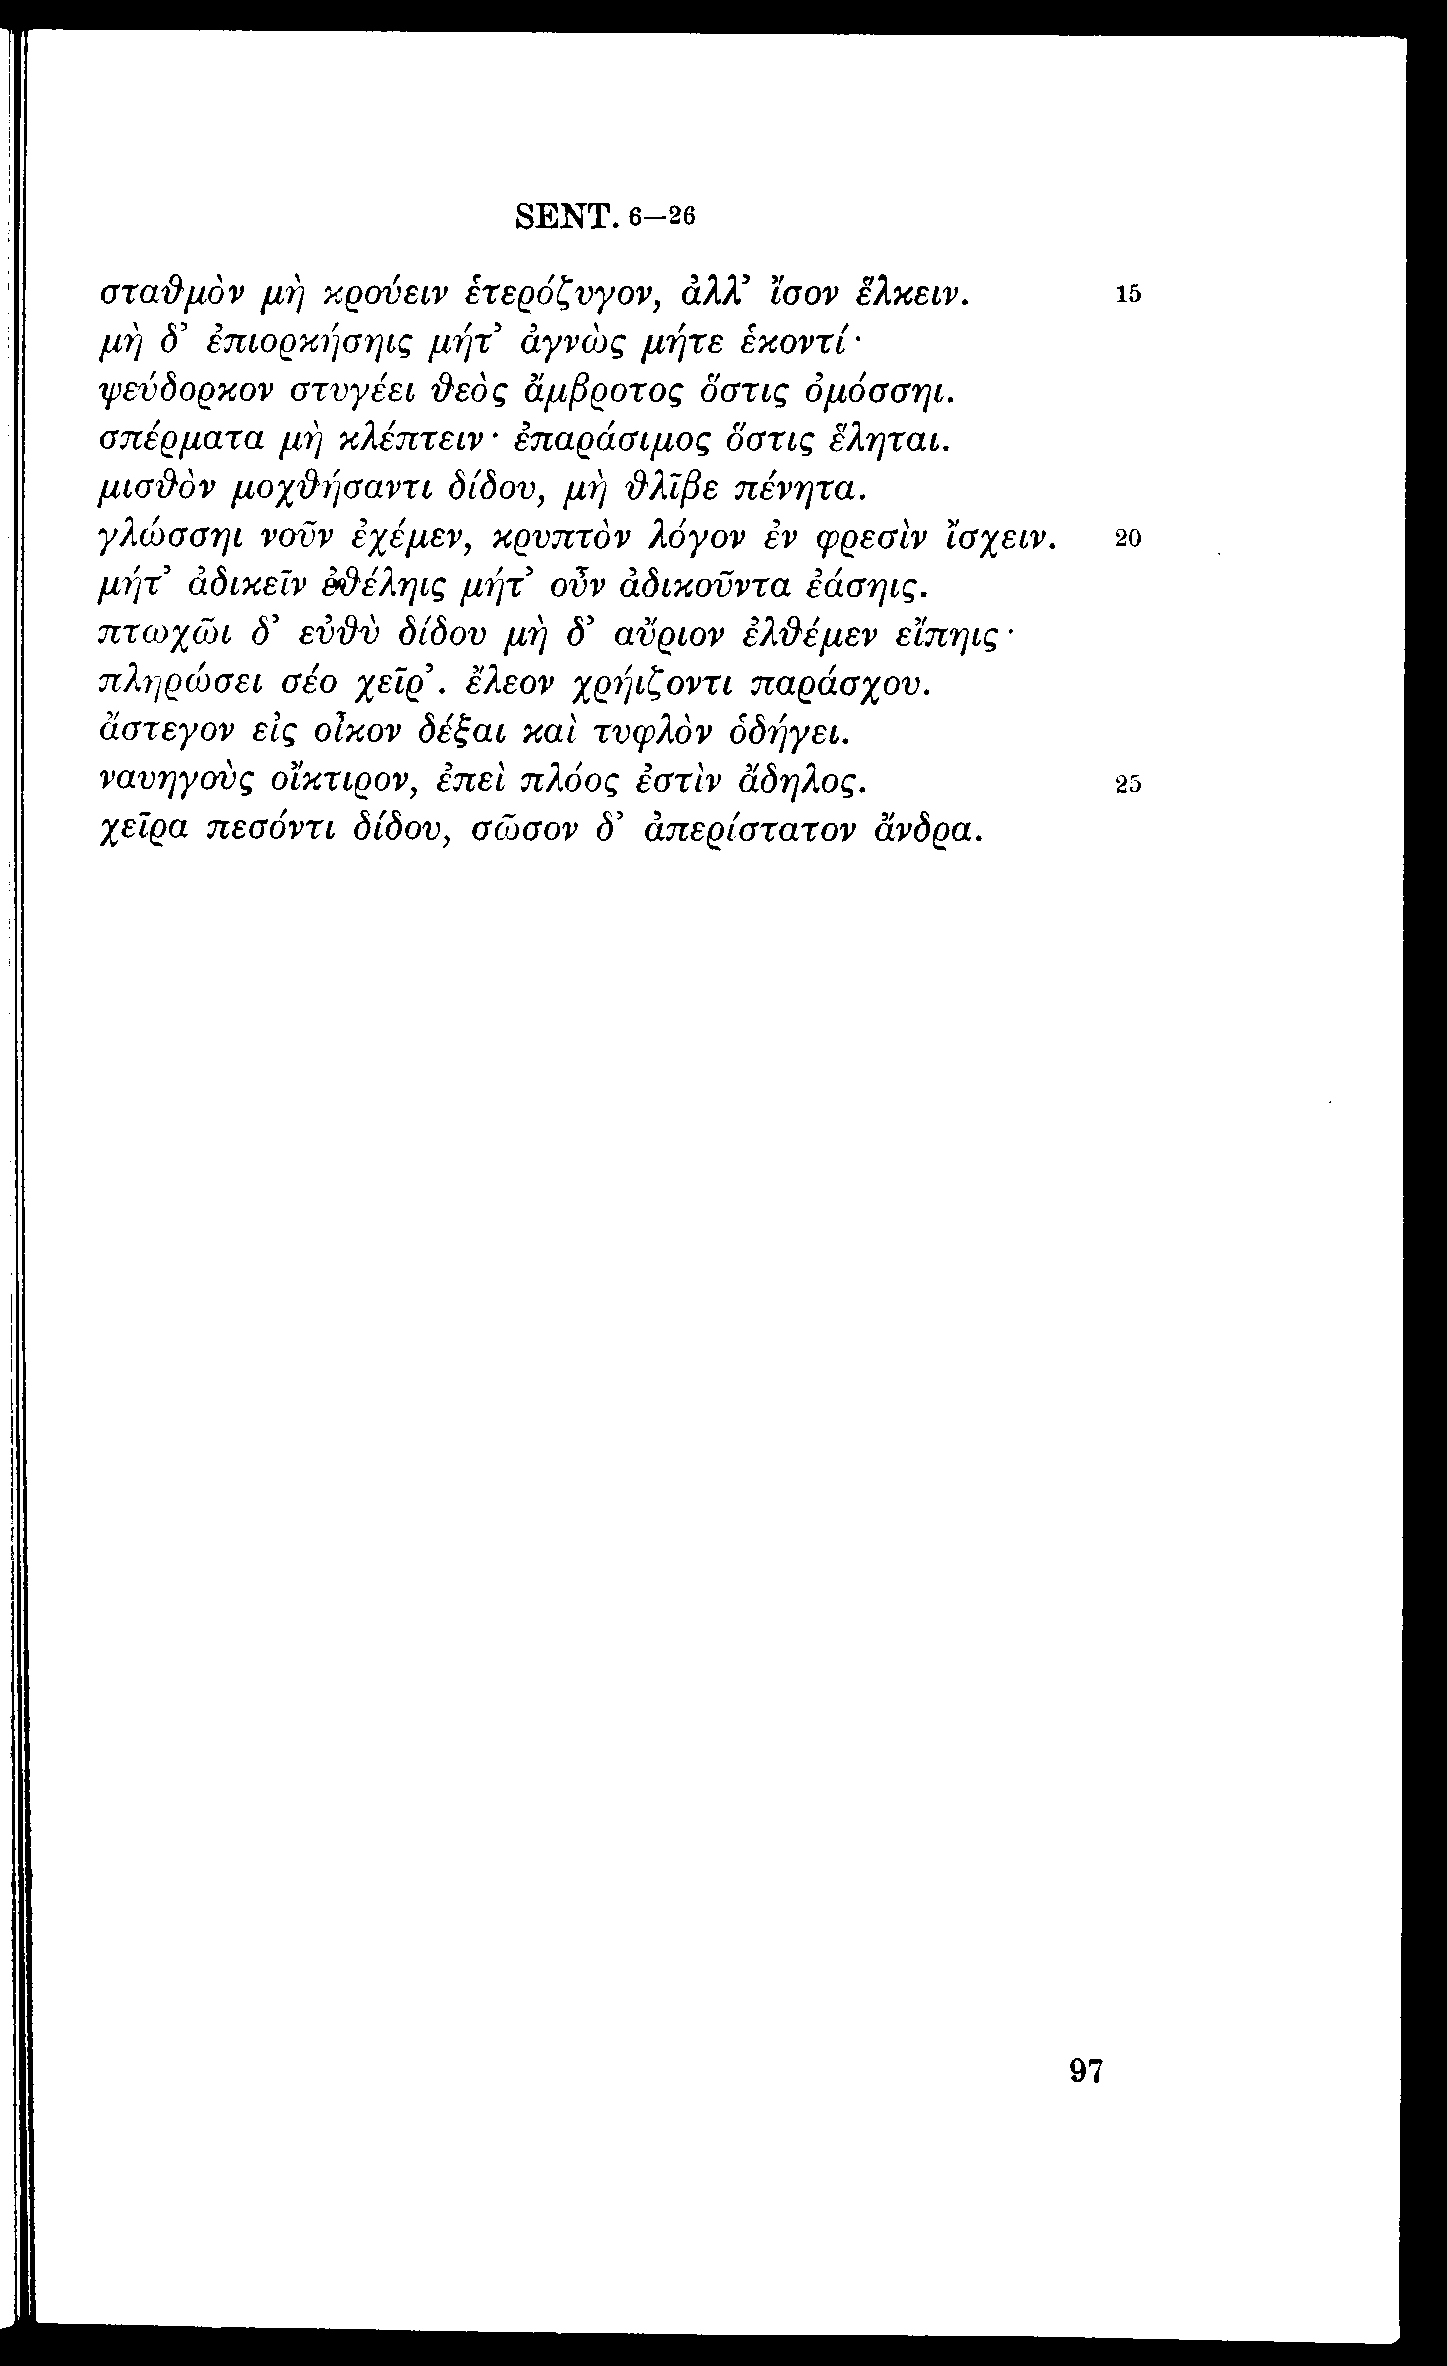 SENT. 6–26
σταθμὸν μὴ κρούειν ἑτερόζυγον, ἀλλ’ ἴσον ἕλκειν. 15
μὴ δ’ ἐπιορκήσηις μήτ’ ἀγνὼς μήτε ἑκοντί·
ψεύδορκον στυγέει θεὸς ἄμβροτος ὅστις ὀμόσσηι.
σπέρματα μὴ κλέπτειν· ἐπαράσιμος ὅστις ἕληται.
μισθὸν μοχθήσαντι δίδου, μὴ θλῖβε πένητα.
γλώσσηι νοῦν ἐχέμεν, κρυπτὸν λόγον ἐν φρεσὶν ἴσχειν. 20
μήτ’ ἀδικεῖν ἐθέληις μήτ’ οὖν ἀδικοῦντα ἐάσηις.
πτωχῶι δ’ εὐθὺ δίδου μὴ δ’ αὔριον ἐλθέμεν εἴπηις·
πληρώσει σέο χεῖρ’. ἔλεον χρήιζοντι παράσχου.
ἄστεγον εἰς οἶκον δέξαι καὶ τυφλὸν ὁδήγει.
ναυηγοὺς οἴκτιρον, ἐπεὶ πλόος ἐστὶν ἄδηλος. 25
χεῖρα πεσόντι δίδου, σῶσον δ’ ἀπερίστατον ἄνδρα.
97